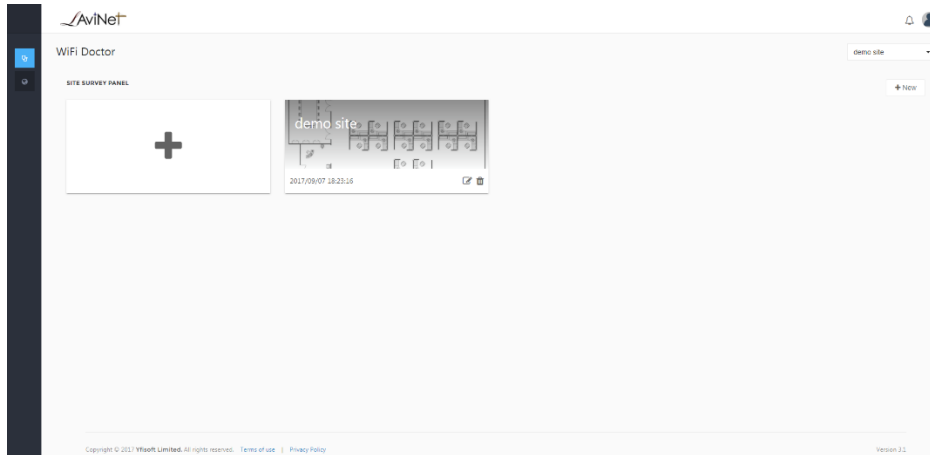 AviNet
WiFi Doctor
demo site
SITE SURVEY PANEL
+ New
demo site
2017/09/07 18:23:16
Copyright © 2017 Yfisoft Limited. All rights reserved. Terms of use | Privacy Policy
Version 3.1